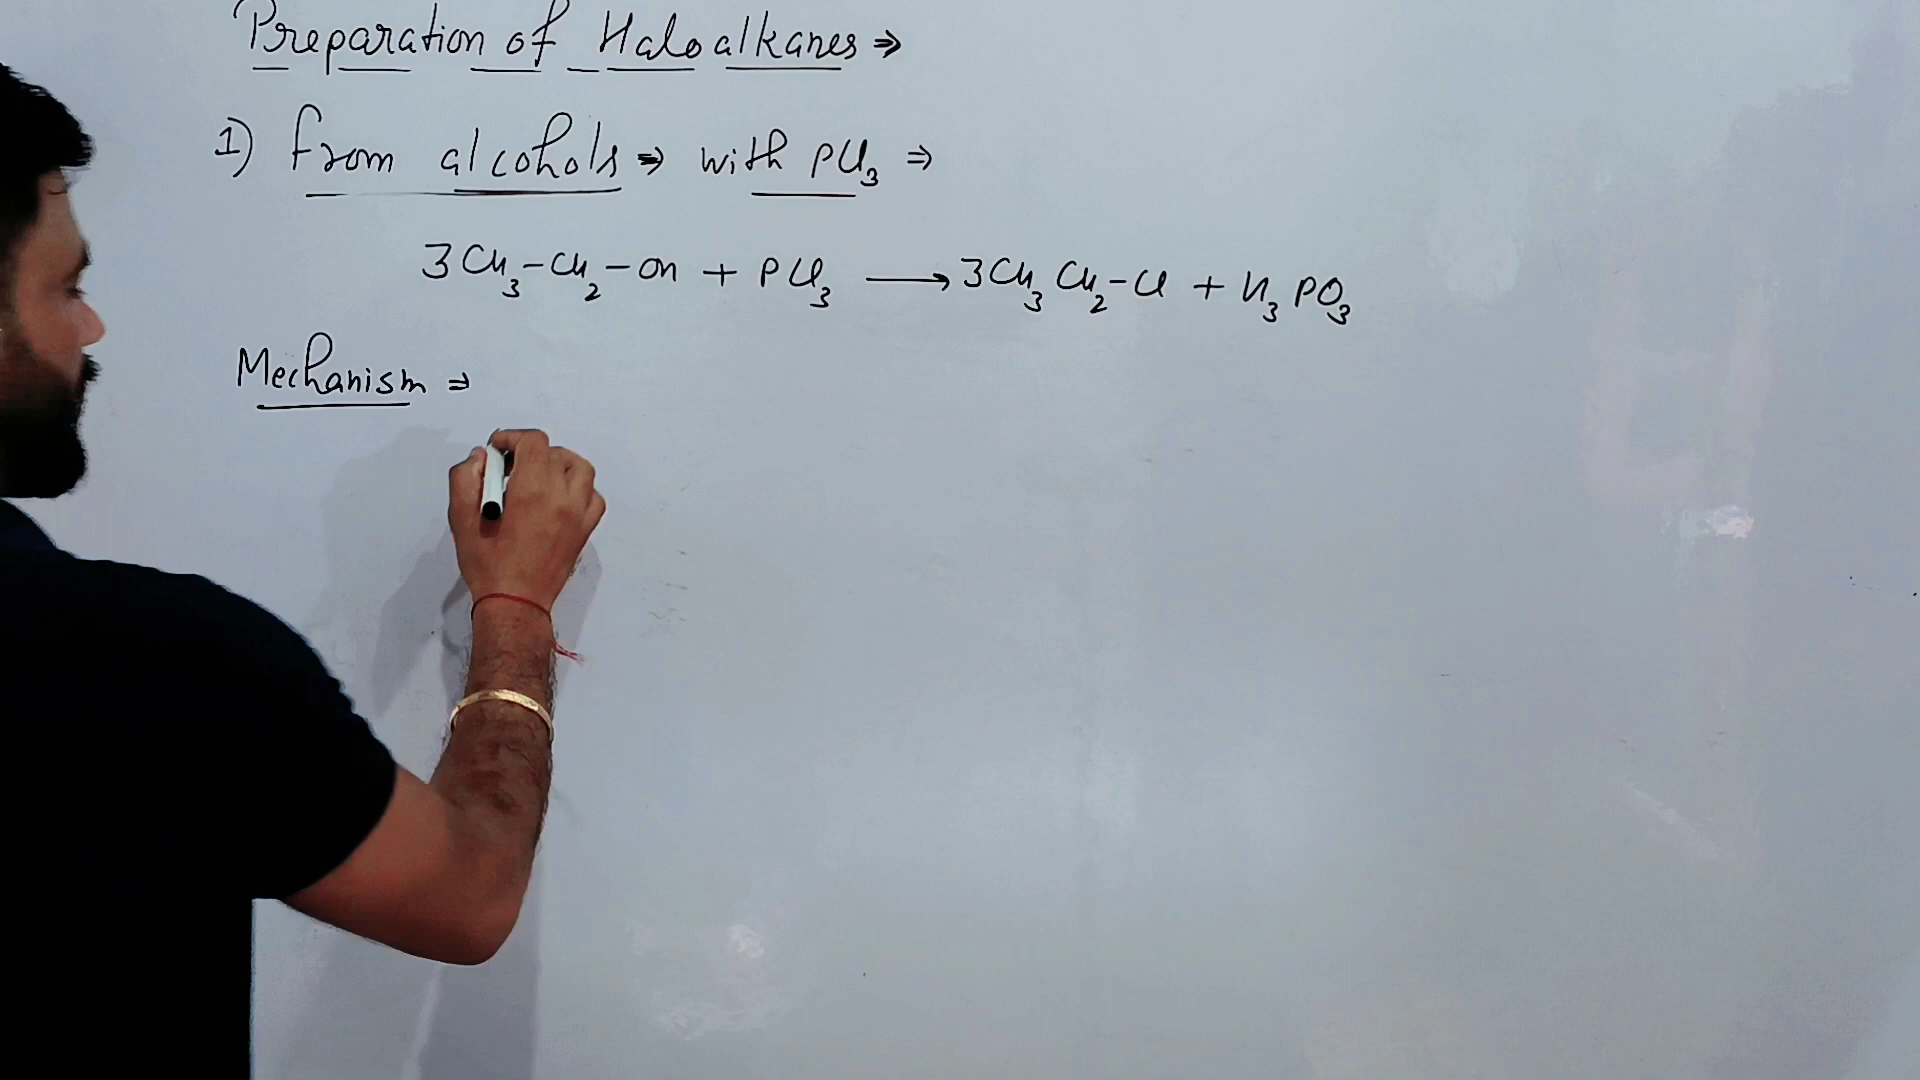 Preparation of Haloalkanes ⇒
1) from alcohols ⇒ with PCl₃ ⇒
3CH₃-CH₂-OH + PCl₃ ⟶ 3CH₃CH₂-Cl + H₃PO₃
Mechanism ⇒